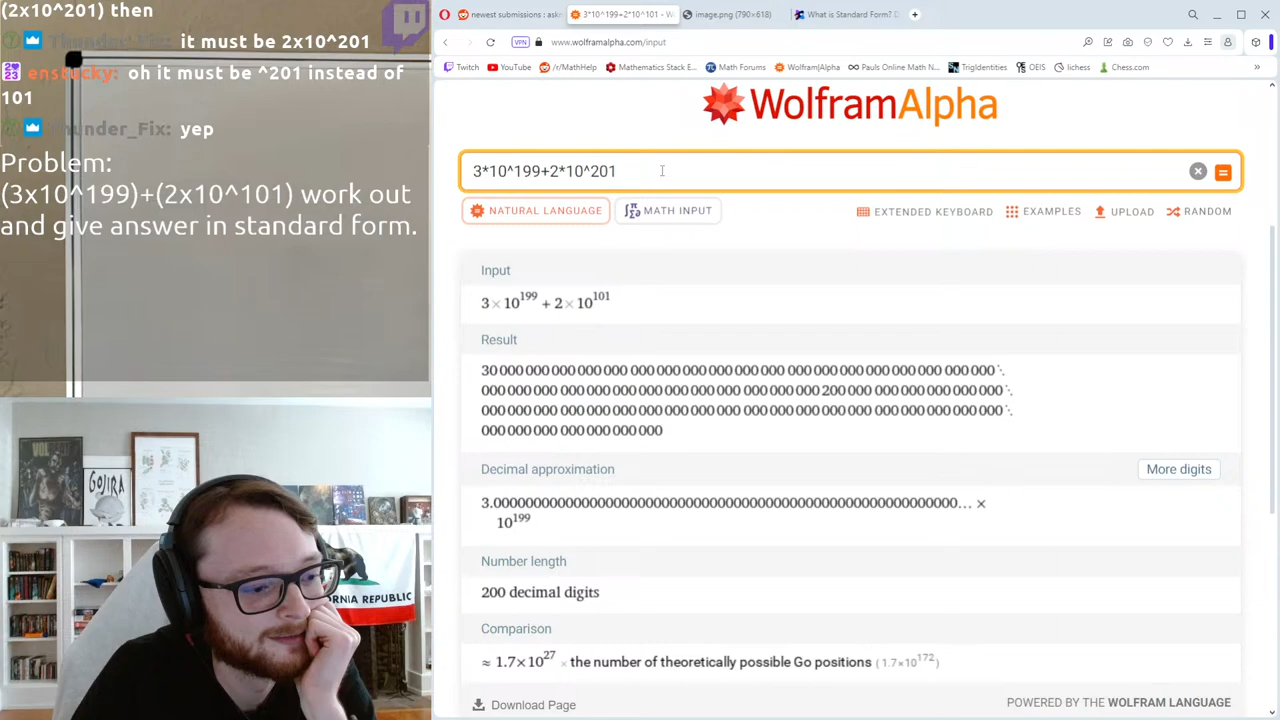 (2x10^201) then
Thunder_Fix: it must be 2x10^201
enstucky: oh it must be ^201 instead of
101
Thunder_Fix: yep
Problem:
(3x10^199)+(2x10^101) work out
and give answer in standard form.
VOLBEAT
GOJIRA
CALIFORNIA REPUBLIC
newest submissions : ask
3*10^199+2*10^101 - W
image.png (790×618)
What is Standard Form? D
VPN
www.wolframalpha.com/input
Twitch
YouTube
/r/MathHelp
Mathematics Stack E...
Math Forums
Wolfram|Alpha
Pauls Online Math N...
TrigIdentities
OEIS
lichess
Chess.com
WolframAlpha
3*10^199+2*10^201
NATURAL LANGUAGE
MATH INPUT
EXTENDED KEYBOARD
EXAMPLES
UPLOAD
RANDOM
Input
3×10^199 + 2×10^101
Result
30 000 000 000 000 000 000 000 000 000 000 000 000 000 000 000 000 000 000 000 000⋱
000 000 000 000 000 000 000 000 000 000 000 000 000 200 000 000 000 000 000 000⋱
000 000 000 000 000 000 000 000 000 000 000 000 000 000 000 000 000 000 000 000⋱
000 000 000 000 000 000 000
Decimal approximation
More digits
3.00000000000000000000000000000000000000000000000000000000000... ×
10^199
Number length
200 decimal digits
Comparison
≈ 1.7×10^27 × the number of theoretically possible Go positions (1.7×10^172)
Download Page
POWERED BY THE WOLFRAM LANGUAGE